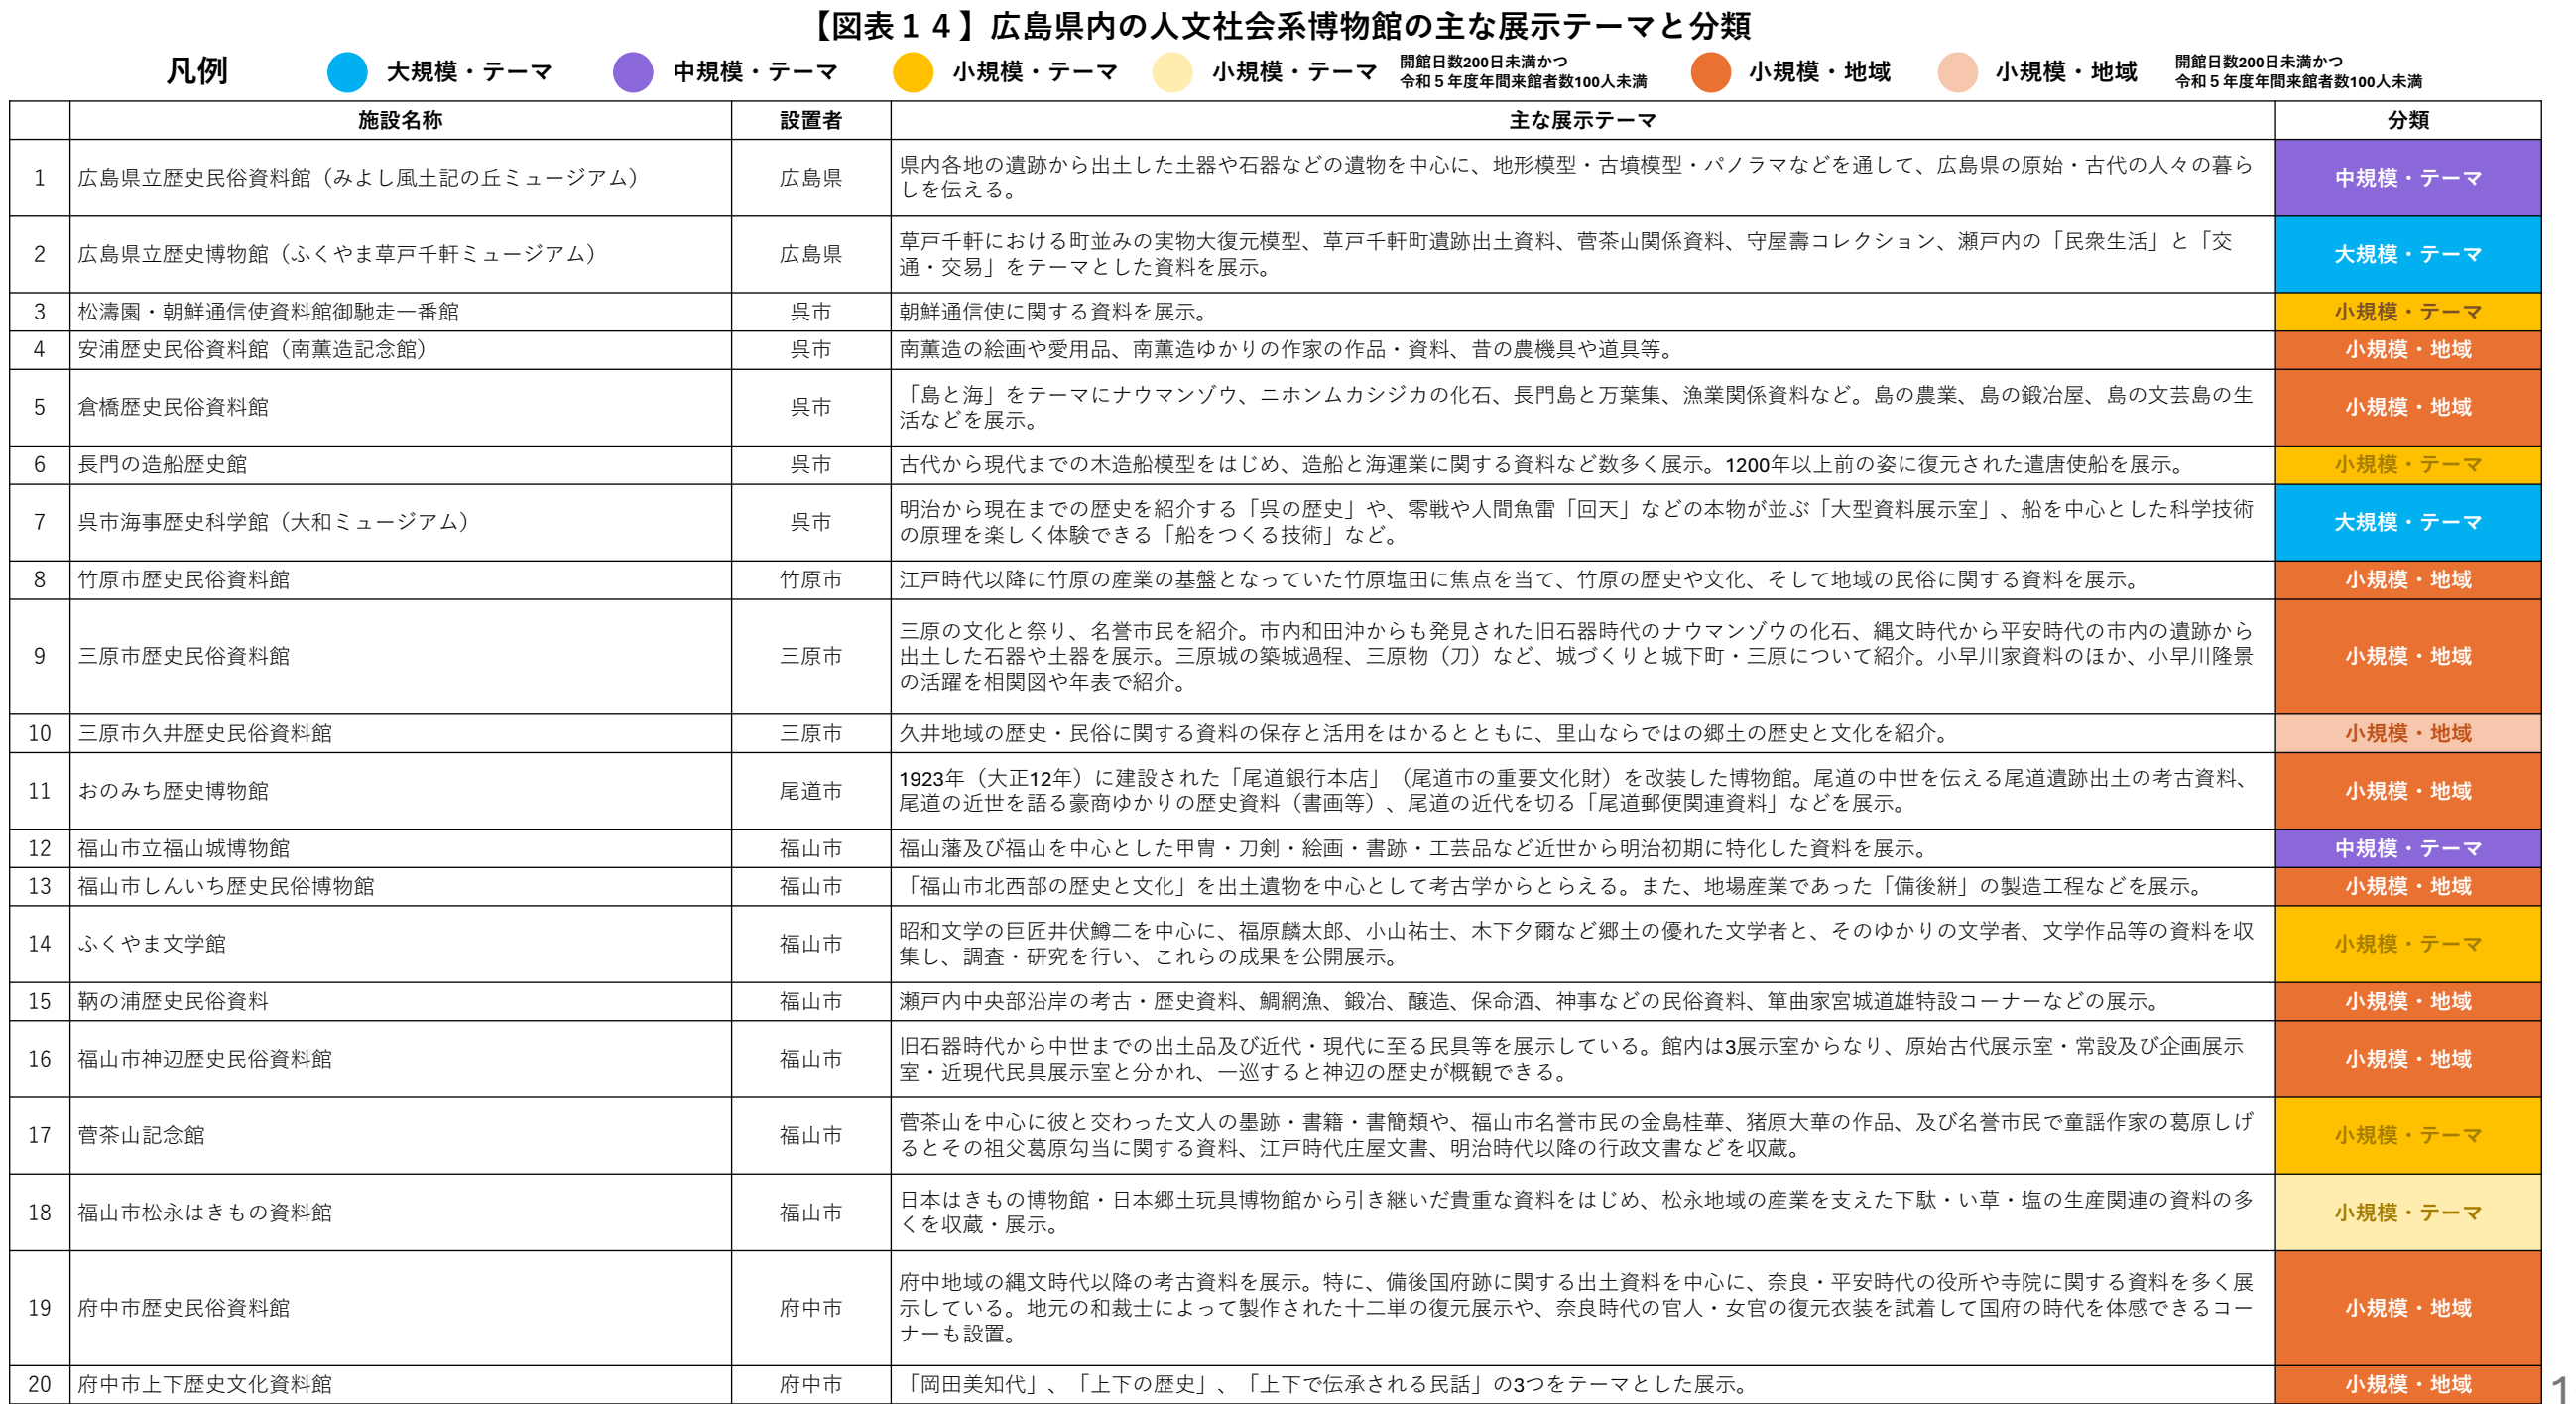 【図表１４】広島県内の人文社会系博物館の主な展示テーマと分類
凡例 大規模・テーマ 中規模・テーマ 小規模・テーマ 小規模・テーマ 開館日数200日未満かつ 小規模・地域 小規模・地域 開館日数200日未満かつ
令和５年度年間来館者数100人未満 令和５年度年間来館者数100人未満
施設名称 設置者 主な展示テーマ 分類
1 広島県立歴史民俗資料館（みよし風土記の丘ミュージアム） 広島県 県内各地の遺跡から出土した土器や石器などの遺物を中心に、地形模型・古墳模型・パノラマなどを通して、広島県の原始・古代の人々の暮ら
しを伝える。 中規模・テーマ
2 広島県立歴史博物館（ふくやま草戸千軒ミュージアム） 広島県 草戸千軒における町並みの実物大復元模型、草戸千軒町遺跡出土資料、菅茶山関係資料、守屋壽コレクション、瀬戸内の「民衆生活」と「交
通・交易」をテーマとした資料を展示。 大規模・テーマ
3 松濤園・朝鮮通信使資料館御馳走一番館 呉市 朝鮮通信使に関する資料を展示。 小規模・テーマ
4 安浦歴史民俗資料館（南薫造記念館） 呉市 南薫造の絵画や愛用品、南薫造ゆかりの作家の作品・資料、昔の農機具や道具等。 小規模・地域
5 倉橋歴史民俗資料館 呉市 「島と海」をテーマにナウマンゾウ、ニホンムカシジカの化石、長門島と万葉集、漁業関係資料など。島の農業、島の鍛冶屋、島の文芸島の生
活などを展示。 小規模・地域
6 長門の造船歴史館 呉市 古代から現代までの木造船模型をはじめ、造船と海運業に関する資料など数多く展示。1200年以上前の姿に復元された遣唐使船を展示。 小規模・テーマ
7 呉市海事歴史科学館（大和ミュージアム） 呉市 明治から現在までの歴史を紹介する「呉の歴史」や、零戦や人間魚雷「回天」などの本物が並ぶ「大型資料展示室」、船を中心とした科学技術
の原理を楽しく体験できる「船をつくる技術」など。 大規模・テーマ
8 竹原市歴史民俗資料館 竹原市 江戸時代以降に竹原の産業の基盤となっていた竹原塩田に焦点を当て、竹原の歴史や文化、そして地域の民俗に関する資料を展示。 小規模・地域
9 三原市歴史民俗資料館 三原市 三原の文化と祭り、名誉市民を紹介。市内和田沖からも発見された旧石器時代のナウマンゾウの化石、縄文時代から平安時代の市内の遺跡から
出土した石器や土器を展示。三原城の築城過程、三原物（刀）など、城づくりと城下町・三原について紹介。小早川家資料のほか、小早川隆景
の活躍を相関図や年表で紹介。 小規模・地域
10 三原市久井歴史民俗資料館 三原市 久井地域の歴史・民俗に関する資料の保存と活用をはかるとともに、里山ならではの郷土の歴史と文化を紹介。 小規模・地域
11 おのみち歴史博物館 尾道市 1923年（大正12年）に建設された「尾道銀行本店」（尾道市の重要文化財）を改装した博物館。尾道の中世を伝える尾道遺跡出土の考古資料、
尾道の近世を語る豪商ゆかりの歴史資料（書画等）、尾道の近代を切る「尾道郵便関連資料」などを展示。 小規模・地域
12 福山市立福山城博物館 福山市 福山藩及び福山を中心とした甲冑・刀剣・絵画・書跡・工芸品など近世から明治初期に特化した資料を展示。 中規模・テーマ
13 福山市しんいち歴史民俗博物館 福山市 「福山市北西部の歴史と文化」を出土遺物を中心として考古学からとらえる。また、地場産業であった「備後絣」の製造工程などを展示。 小規模・地域
14 ふくやま文学館 福山市 昭和文学の巨匠井伏鱒二を中心に、福原麟太郎、小山祐士、木下夕爾など郷土の優れた文学者と、そのゆかりの文学者、文学作品等の資料を収
集し、調査・研究を行い、これらの成果を公開展示。 小規模・テーマ
15 鞆の浦歴史民俗資料 福山市 瀬戸内中央部沿岸の考古・歴史資料、鯛網漁、鍛冶、醸造、保命酒、神事などの民俗資料、箏曲家宮城道雄特設コーナーなどの展示。 小規模・地域
16 福山市神辺歴史民俗資料館 福山市 旧石器時代から中世までの出土品及び近代・現代に至る民具等を展示している。館内は3展示室からなり、原始古代展示室・常設及び企画展示
室・近現代民具展示室と分かれ、一巡すると神辺の歴史が概観できる。 小規模・地域
17 菅茶山記念館 福山市 菅茶山を中心に彼と交わった文人の墨跡・書籍・書簡類や、福山市名誉市民の金島桂華、猪原大華の作品、及び名誉市民で童謡作家の葛原しげ
るとその祖父葛原勾当に関する資料、江戸時代庄屋文書、明治時代以降の行政文書などを収蔵。 小規模・テーマ
18 福山市松永はきもの資料館 福山市 日本はきもの博物館・日本郷土玩具博物館から引き継いだ貴重な資料をはじめ、松永地域の産業を支えた下駄・い草・塩の生産関連の資料の多
くを収蔵・展示。 小規模・テーマ
19 府中市歴史民俗資料館 府中市 府中地域の縄文時代以降の考古資料を展示。特に、備後国府跡に関する出土資料を中心に、奈良・平安時代の役所や寺院に関する資料を多く展
示している。地元の和裁士によって製作された十二単の復元展示や、奈良時代の官人・女官の復元衣装を試着して国府の時代を体感できるコー
ナーも設置。 小規模・地域
20 府中市上下歴史文化資料館 府中市 「岡田美知代」、「上下の歴史」、「上下で伝承される民話」の3つをテーマとした展示。 小規模・地域
1